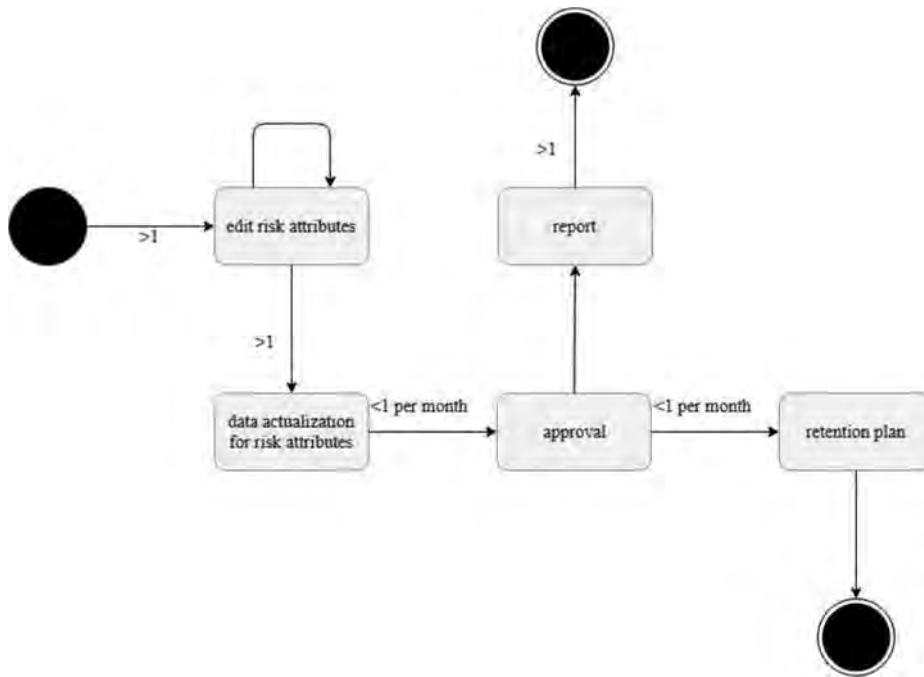 >1
edit risk attributes
>1
report
>1
data actualization
for risk attributes
<1 per month
approval
<1 per month
retention plan